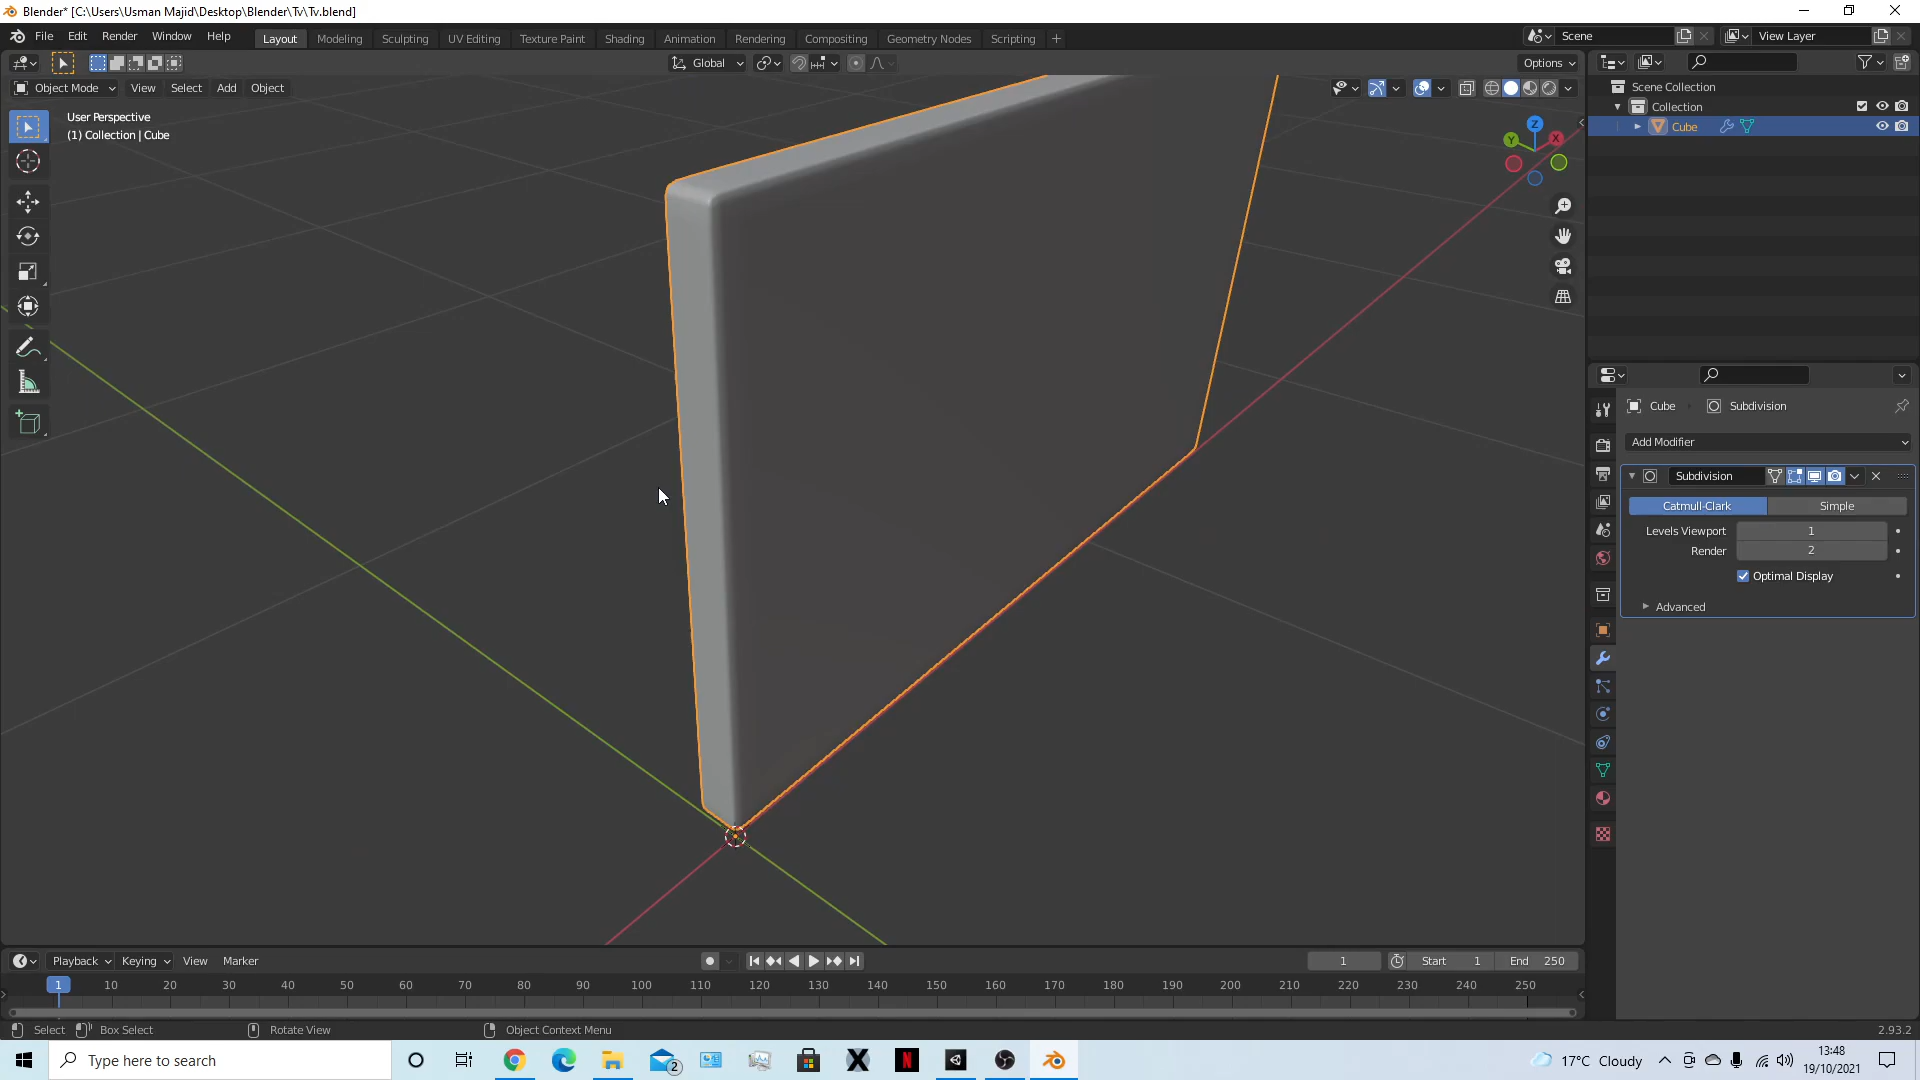 Blender* [C:\Users\Usman Majid\Desktop\Blender\Tv\Tv.blend]
File Edit Render Window Help Layout Modeling Sculpting UV Editing Texture Paint Shading Animation Rendering Compositing Geometry Nodes Scripting + Scene View Layer
Global Options
Object Mode View Select Add Object
User Perspective
(1) Collection | Cube
Z
Y X
Scene Collection
Collection
Cube
Cube Subdivision
Add Modifier
Subdivision
Catmull-Clark Simple
Levels Viewport 1
Render 2
Optimal Display
Advanced
Playback Keying View Marker 1 Start 1 End 250
1 10 20 30 40 50 60 70 80 90 100 110 120 130 140 150 160 170 180 190 200 210 220 230 240 250
Select Box Select Rotate View Object Context Menu 2.93.2
Type here to search 2 N 17°C Cloudy 13:48
19/10/2021